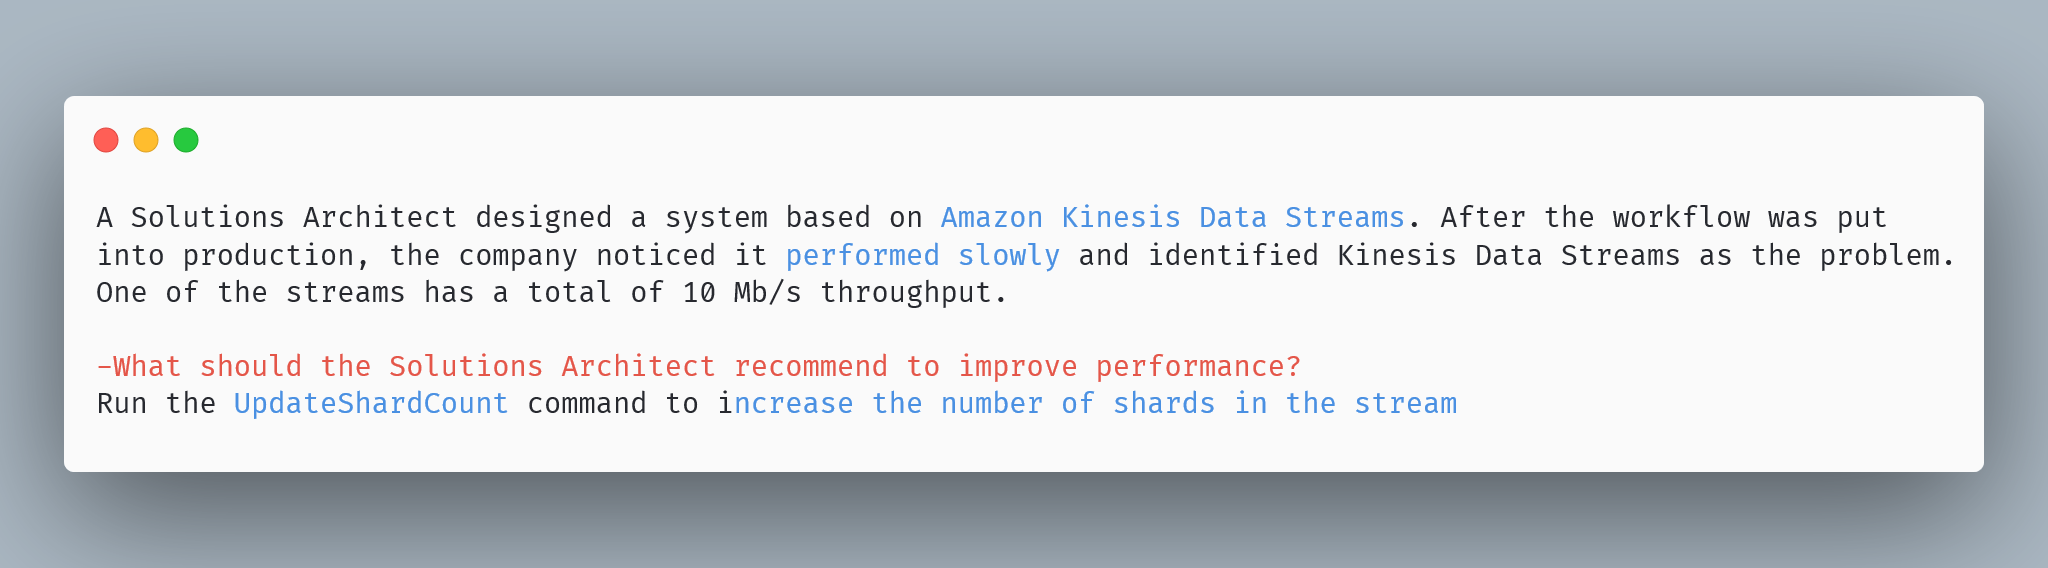 A Solutions Architect designed a system based on Amazon Kinesis Data Streams. After the workflow was put
into production, the company noticed it performed slowly and identified Kinesis Data Streams as the problem.
One of the streams has a total of 10 Mb/s throughput.
-What should the Solutions Architect recommend to improve performance?
Run the UpdateShardCount command to increase the number of shards in the stream